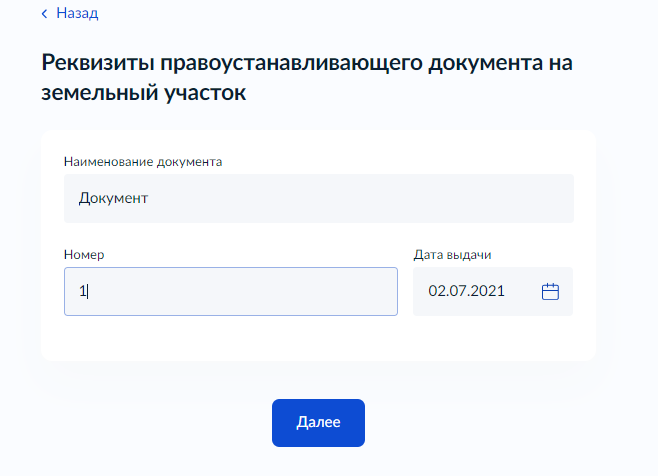 Назад
Реквизиты правоустанавливающего документа на
земельный участок
Наименование документа
Документ
Номер
Дата выдачи
1
02.07.2021
Далее